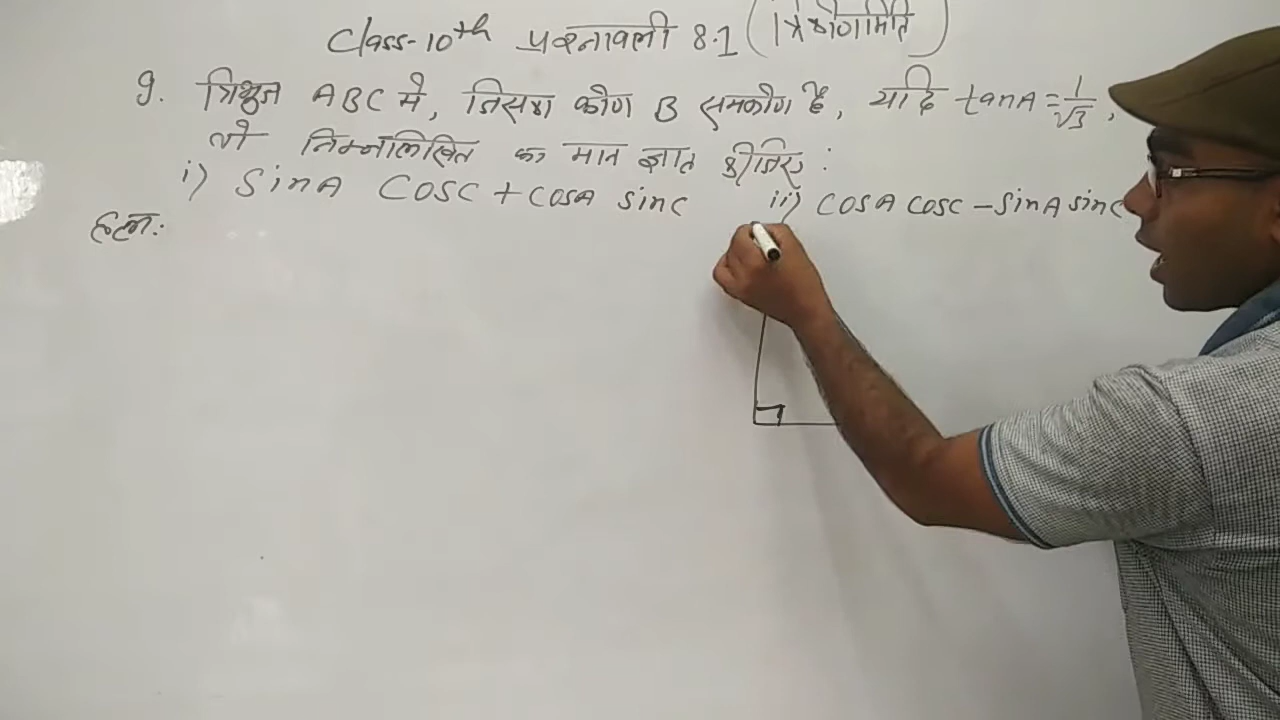 Class-10th प्रश्नावली 8.1 (त्रिकोणमिति)
9. त्रिभुज ABC में, जिसका कोण B समकोण है, यदि tanA = 1/√3,
तो निम्नलिखित का मान ज्ञात कीजिए:
i) SinA COSC + COSA sinC ii) COSA COSC - SinA sinC
हल: